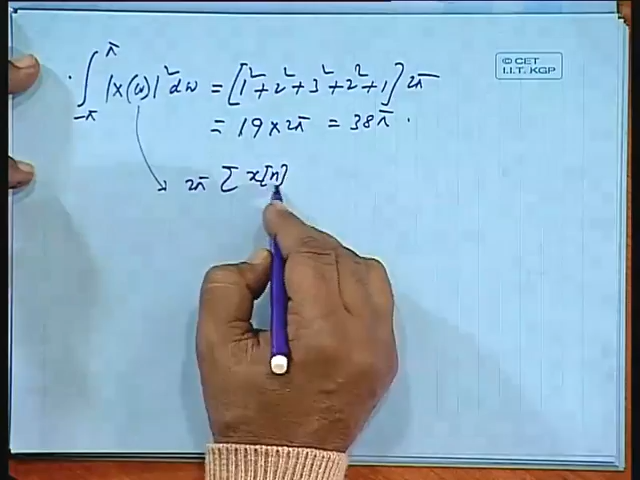 © CET
I.I.T. KGP
∫_{-π}^{π} |X(ω)|² dω = [1² + 2² + 3² + 2² + 1] 2π
= 19 × 2π = 38π .
2π Σ x[n]